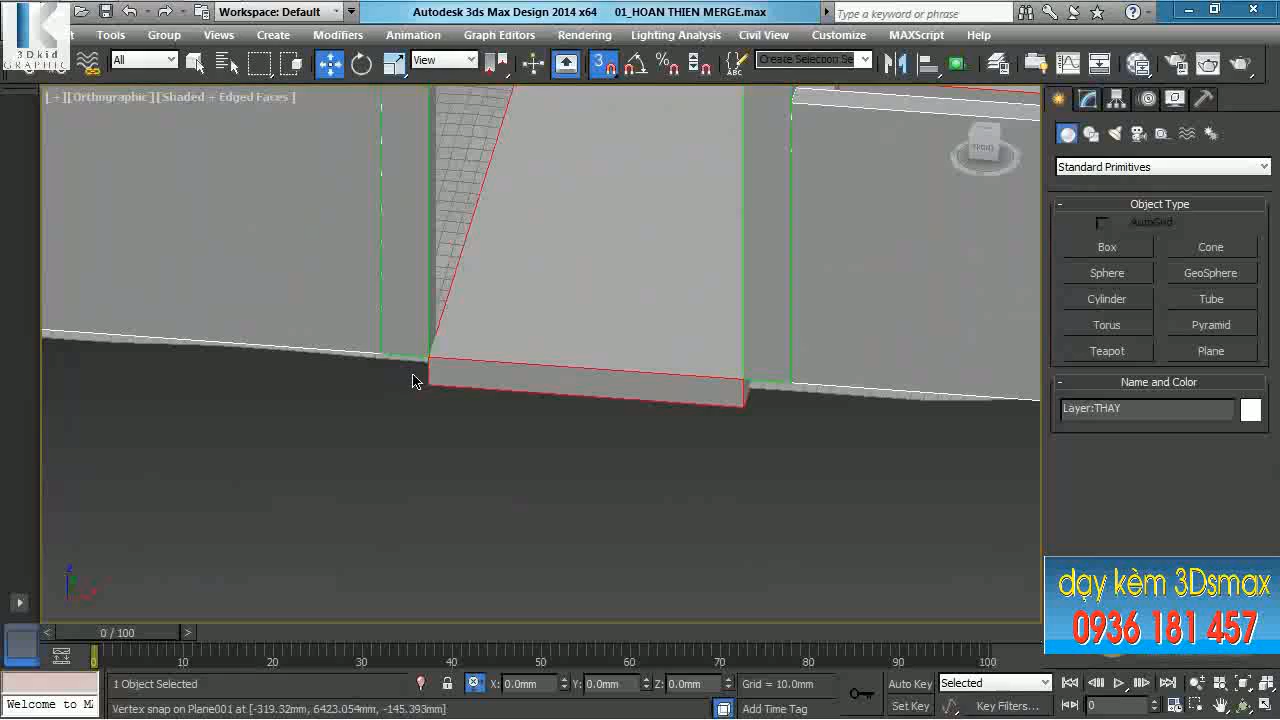 Workspace: Default
Autodesk 3ds Max Design 2014 x64 01_HOAN THIEN MERGE.max
Type a keyword or phrase
3Dkid
GRAPHIC
Tools Group Views Create Modifiers Animation Graph Editors Rendering Lighting Analysis Civil View Customize MAXScript Help
All
View
3
Create Selection Se
[ + ][Orthographic ][Shaded + Edged Faces ]
FRONT
Standard Primitives
- Object Type
AutoGrid
Box Cone
Sphere GeoSphere
Cylinder Tube
Torus Pyramid
Teapot Plane
- Name and Color
Layer:THAY
dạy kèm 3Dsmax
0936 181 457
< 0 / 100 >
0 10 20 30 40 50 60 70 80 90 100
1 Object Selected
X: 0.0mm Y: 0.0mm Z: 0.0mm Grid = 10.0mm
Auto Key Selected
Welcome to M
Vertex snap on Plane001 at [-319.32mm, 6423.054mm, -145.393mm]
Add Time Tag
Set Key Key Filters... 0